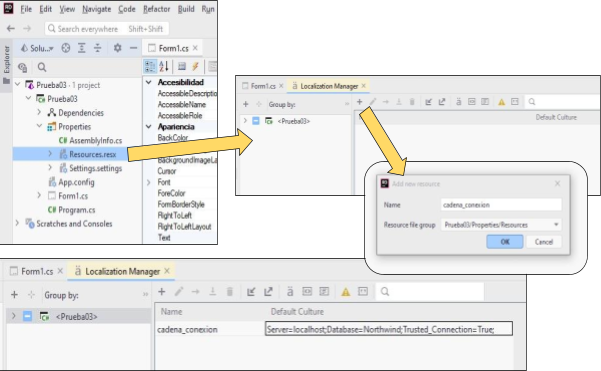 File Edit View Navigate Code Refactor Build Run
Search everywhere Shift+Shift
Explorer
Solu...
Form1.cs
Prueba03 · 1 project
Prueba03
Dependencies
Properties
AssemblyInfo.cs
Resources.resx
Settings.settings
App.config
Form1.cs
Program.cs
Scratches and Consoles
Accesibilidad
AccessibleDescriptio
AccessibleName
AccessibleRole
Apariencia
BackColor
BackgroundImageLa
Cursor
Font
ForeColor
FormBorderStyle
RightToLeft
RightToLeftLayout
Text
Form1.cs × ä Localization Manager ×
Group by:
<Prueba03>
Default Culture
Add new resource
Name cadena_conexion
Resource file group Prueba03/Properties/Resources
OK Cancel
Form1.cs × ä Localization Manager ×
Group by:
<Prueba03>
Name Default Culture
cadena_conexion Server=localhost;Database=Northwind;Trusted_Connection=True;